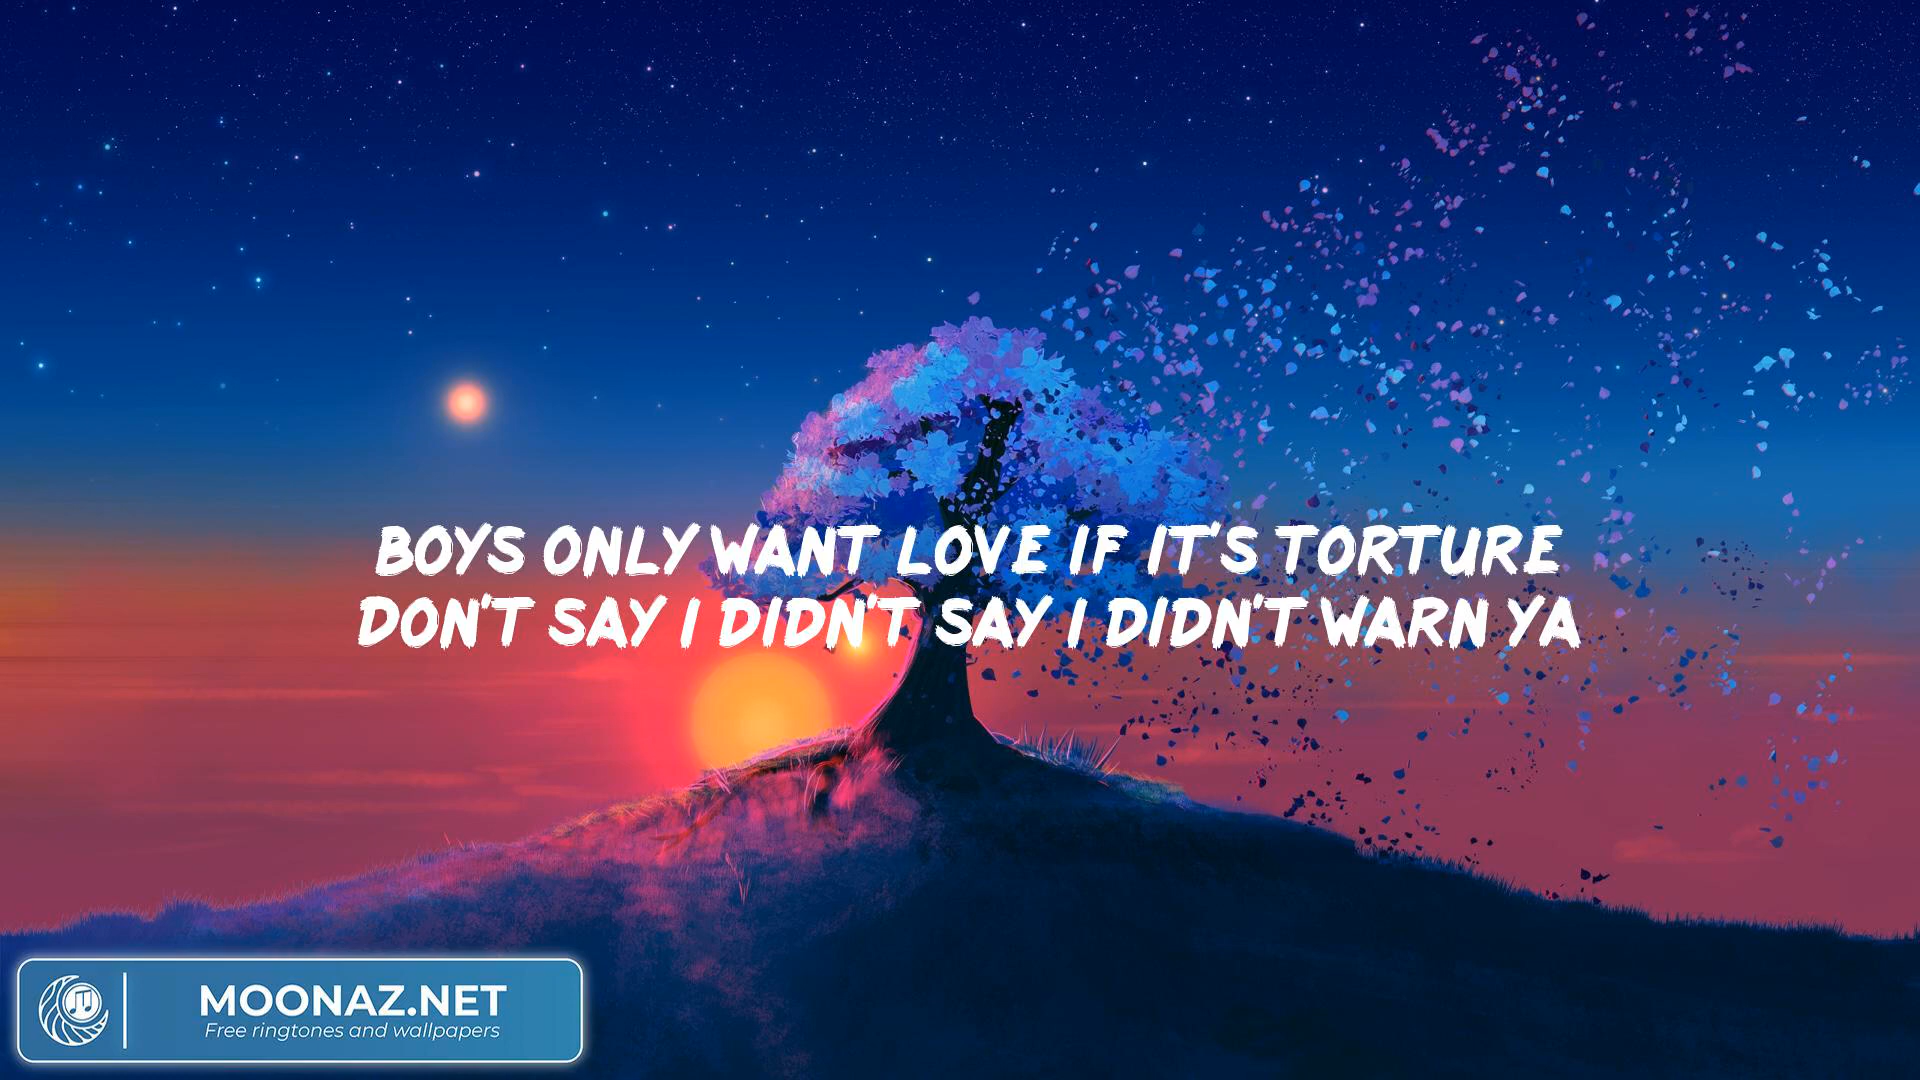 BOYS ONLY WANT LOVE IF IT'S TORTURE
DON'T SAY I DIDN'T SAY I DIDN'T WARN YA
MOONAZ.NET
Free ringtones and wallpapers